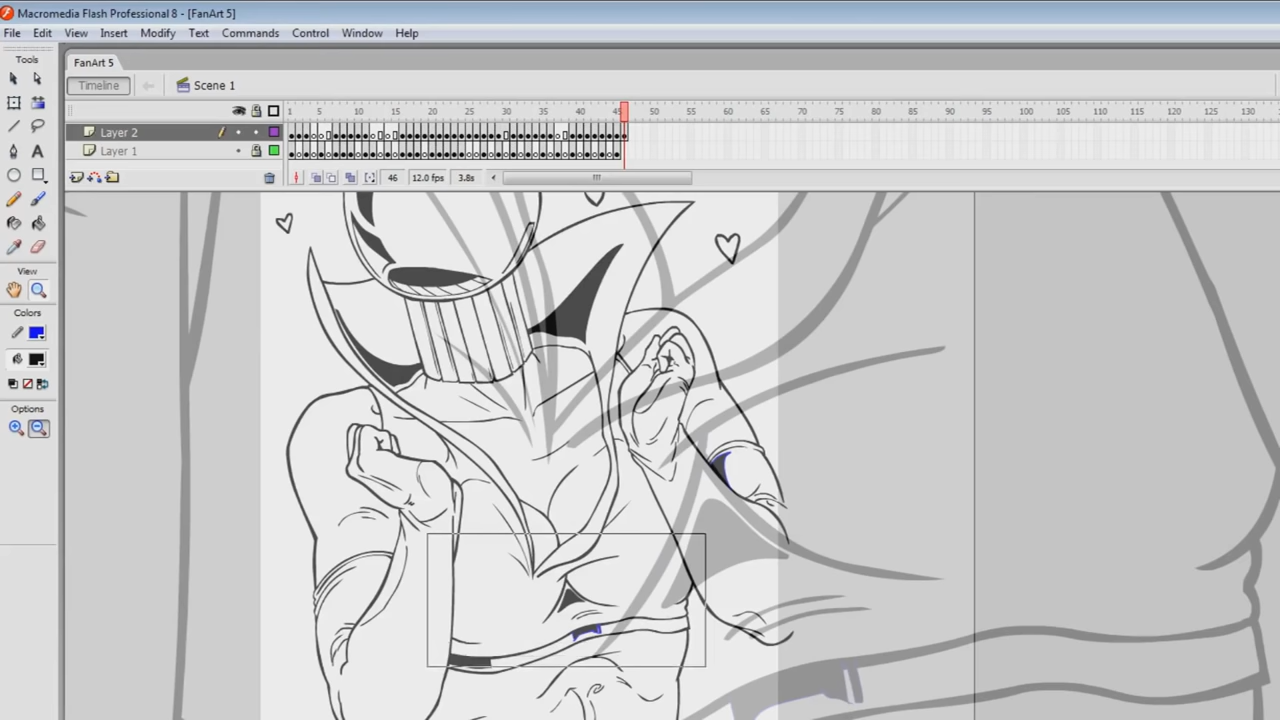 Macromedia Flash Professional 8 - [FanArt 5]
File Edit View Insert Modify Text Commands Control Window Help
Tools
FanArt 5
Timeline
Scene 1
1 5 10 15 20 25 30 35 40 45 50 55 60 65 70 75 80 85 90 95 100 105 110 115 120 125 130
Layer 2
Layer 1
46 12.0 fps 3.8s
View
Colors
Options